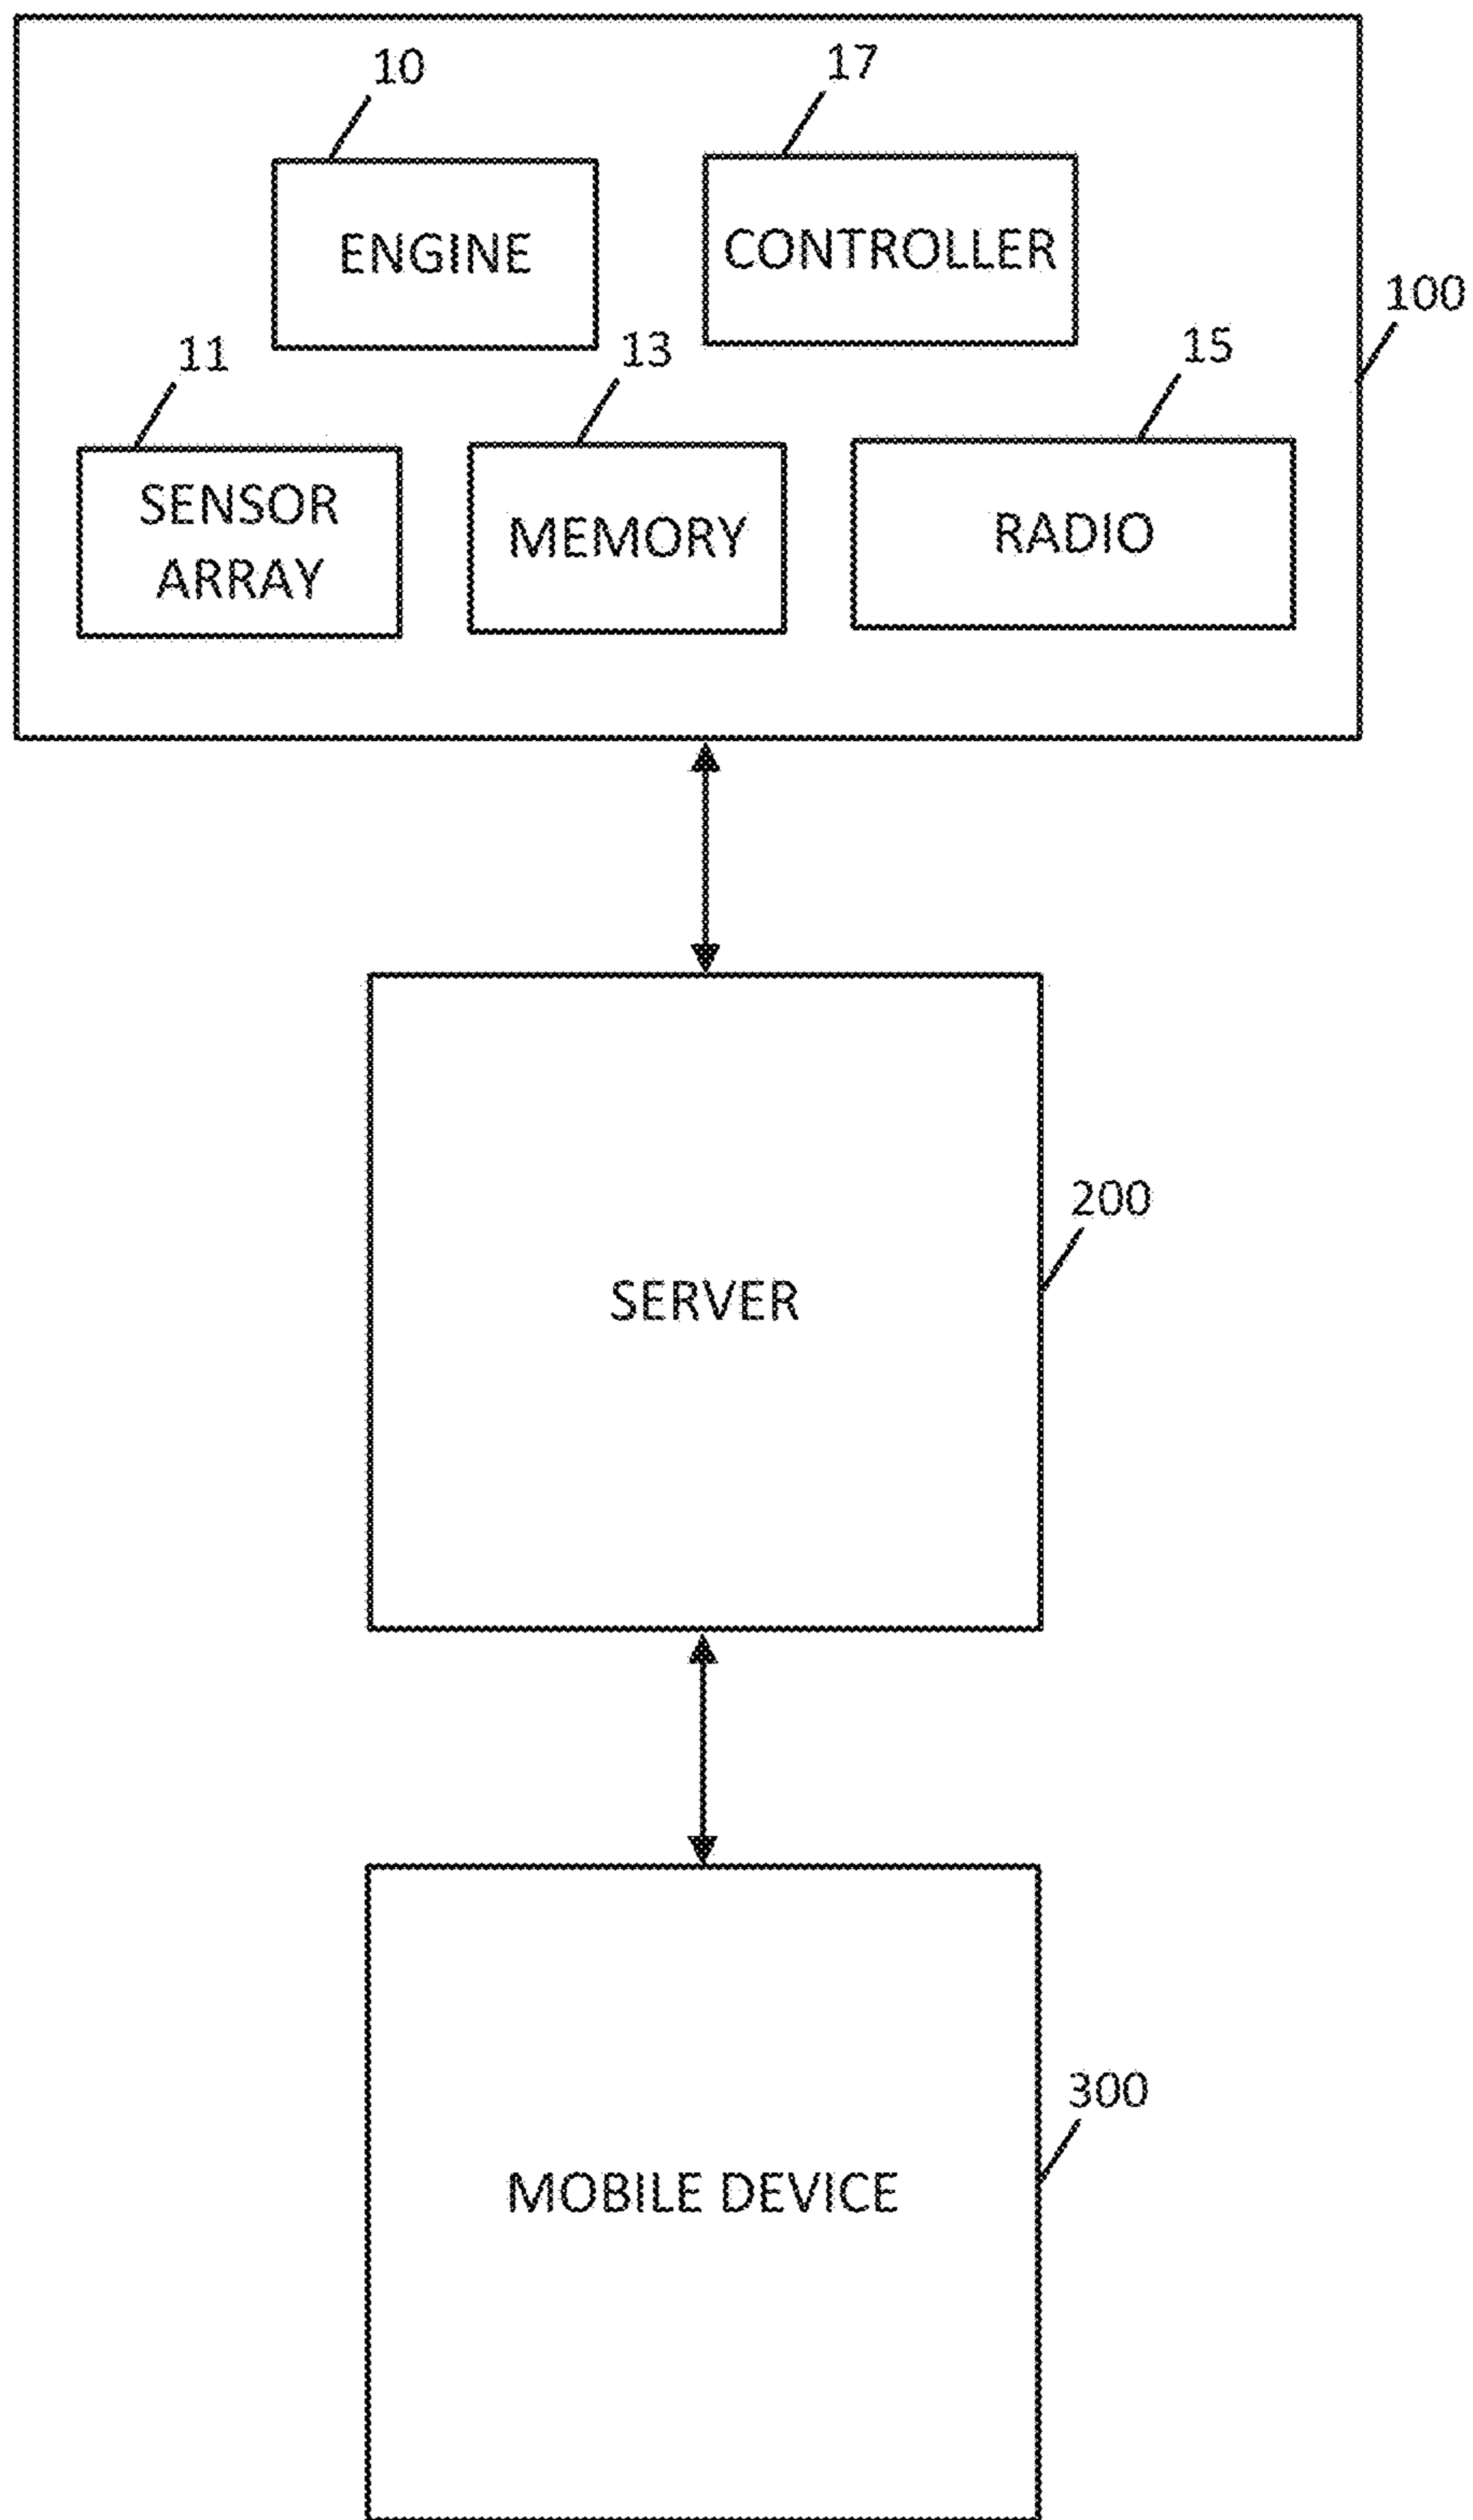 10
17
ENGINE
CONTROLLER
100
11
13
15
SENSOR
ARRAY
MEMORY
RADIO
200
SERVER
300
MOBILE DEVICE